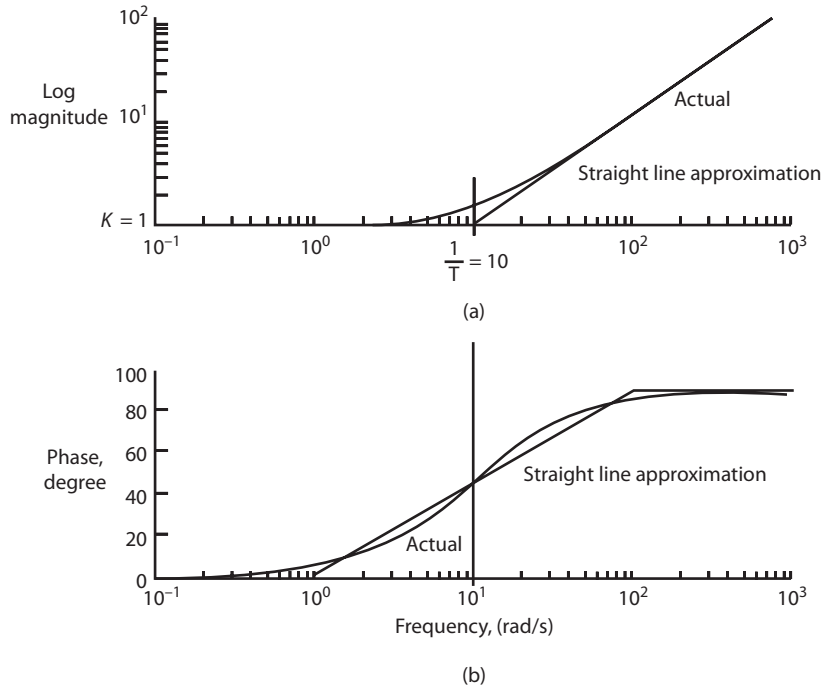 10²
Log
magnitude
10¹
Actual
Straight line approximation
K = 1
10⁻¹
10⁰
1/T = 10
10²
10³
(a)
100
80
60
40
20
0
Phase,
degree
Straight line approximation
Actual
10⁻¹
10⁰
10¹
10²
10³
Frequency, (rad/s)
(b)